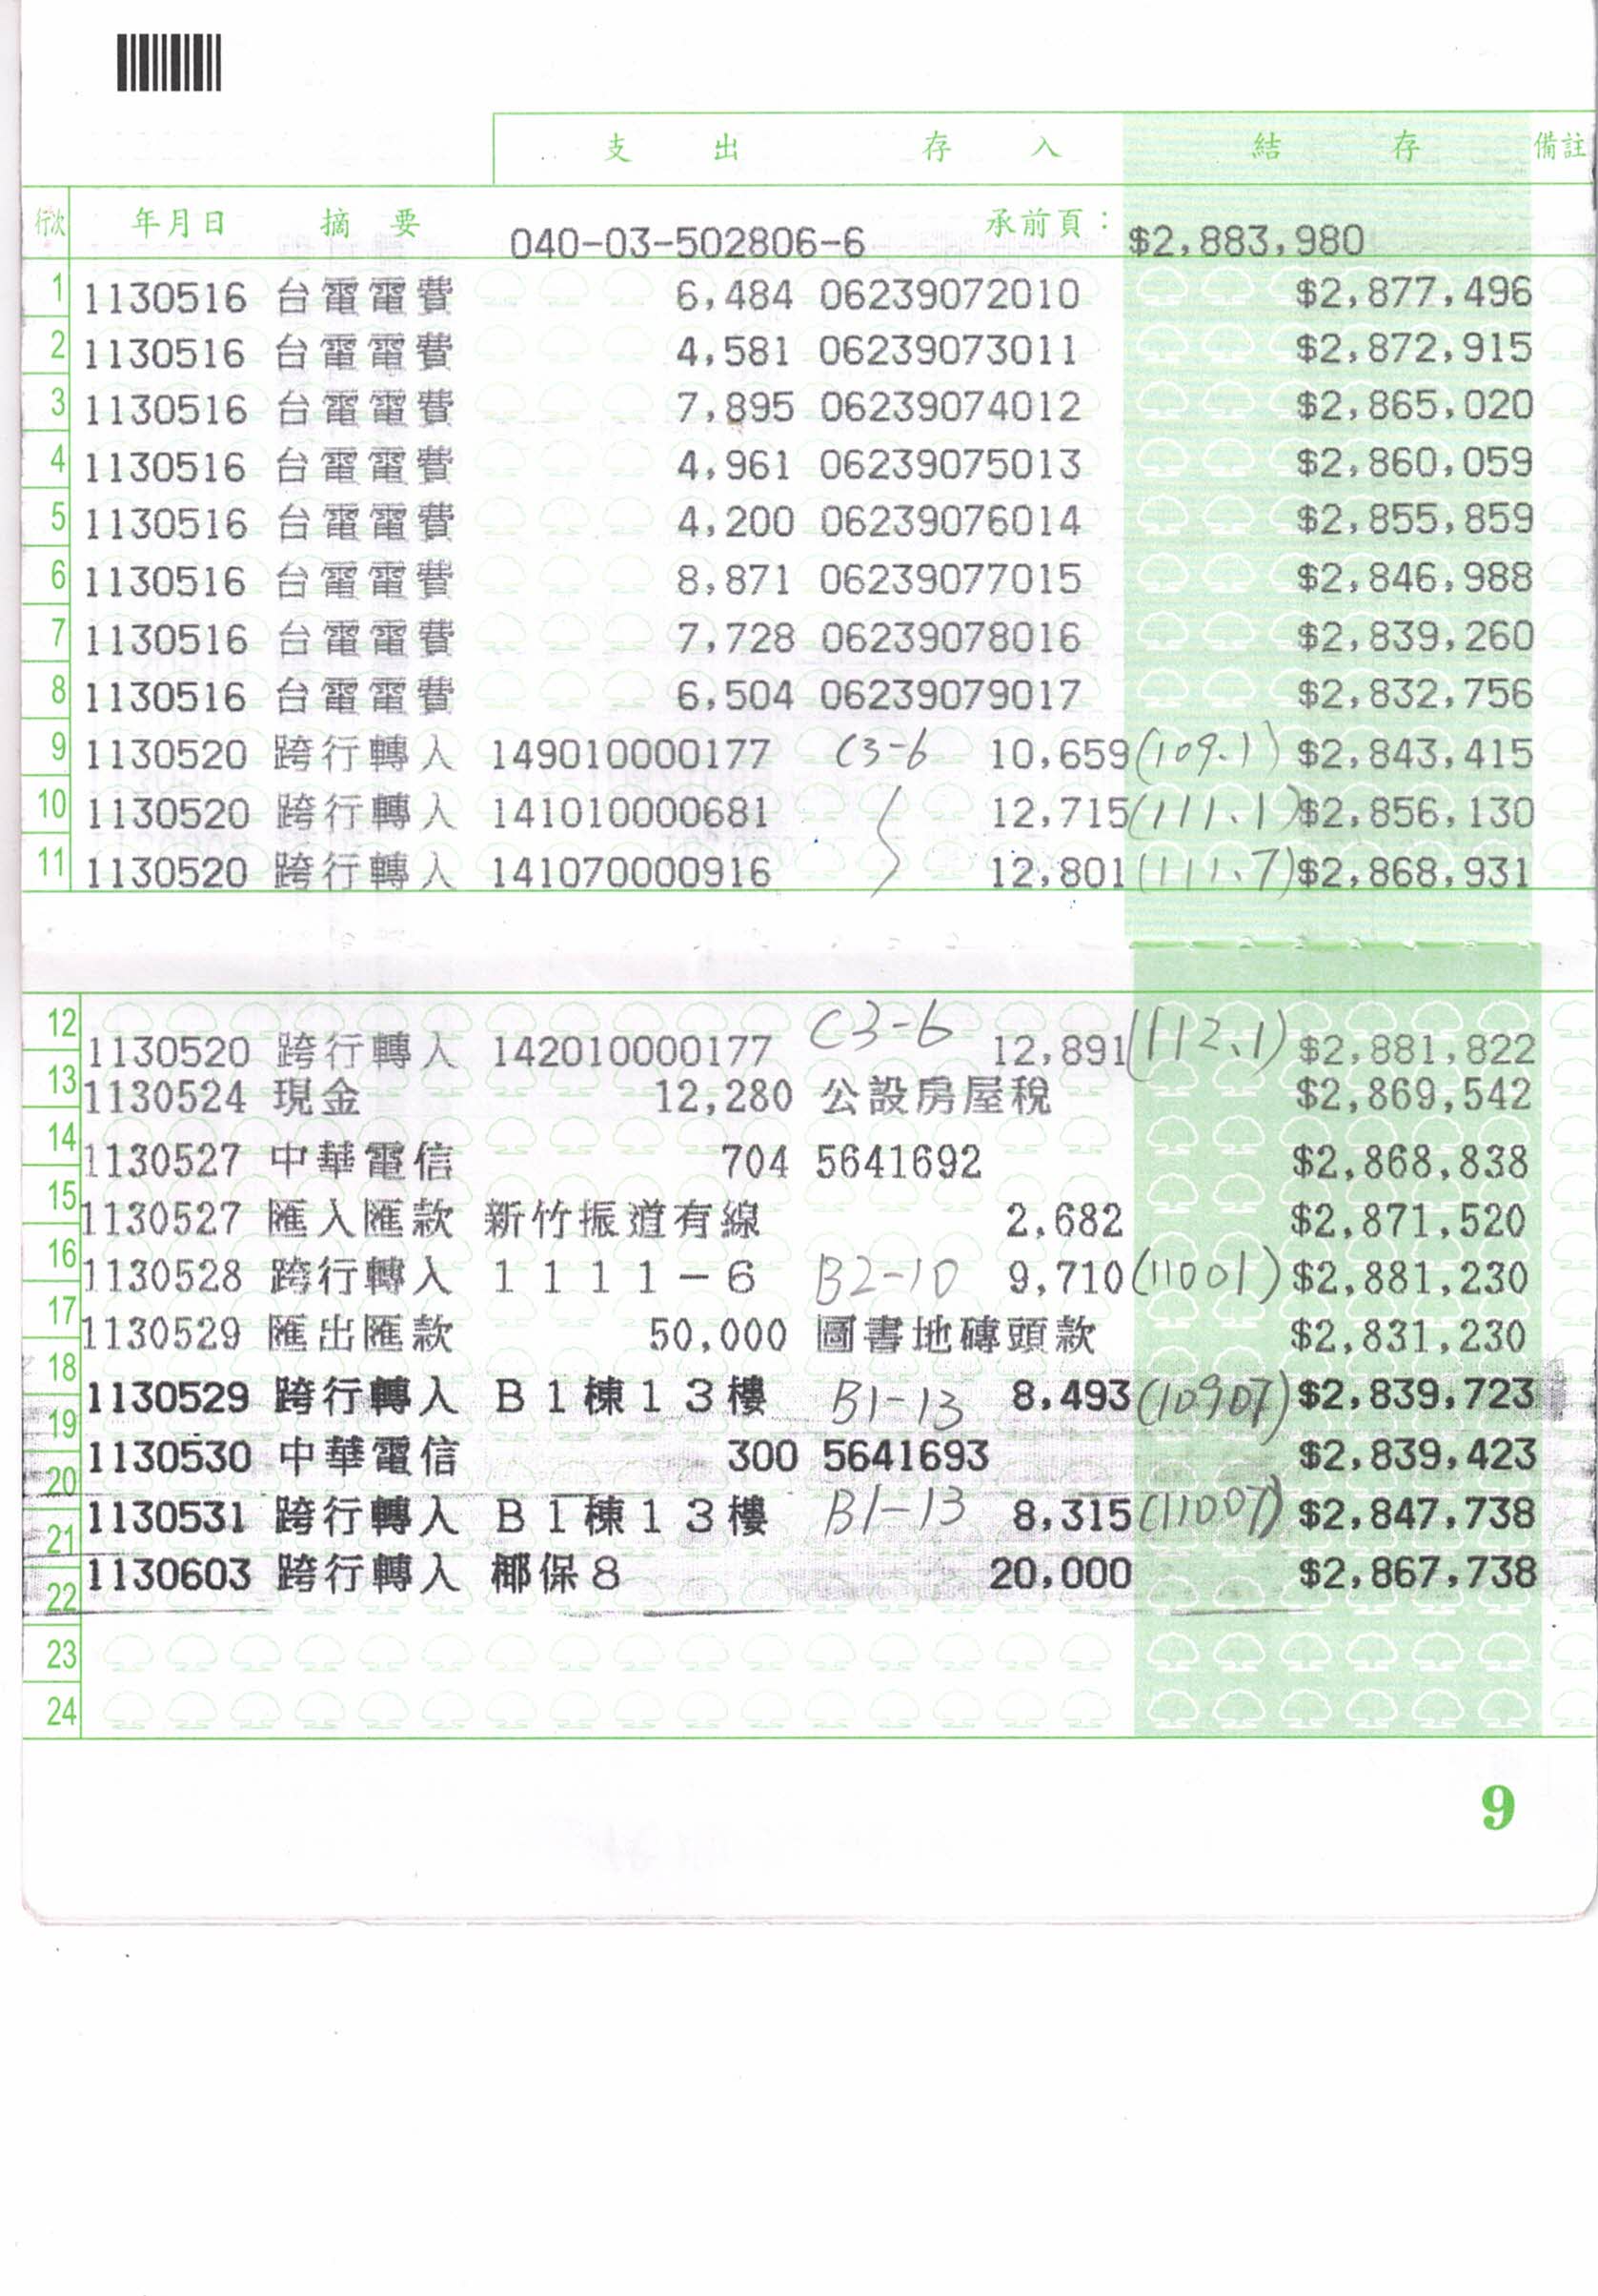 支 出 存 入 結 存 備註
行次 年月日 摘 要 040-03-502806-6 承前頁： $2,883,980
1 1130516 台電電費 6,484 06239072010 $2,877,496
2 1130516 台電電費 4,581 06239073011 $2,872,915
3 1130516 台電電費 7,895 06239074012 $2,865,020
4 1130516 台電電費 4,961 06239075013 $2,860,059
5 1130516 台電電費 4,200 06239076014 $2,855,859
6 1130516 台電電費 8,871 06239077015 $2,846,988
7 1130516 台電電費 7,728 06239078016 $2,839,260
8 1130516 台電電費 6,504 06239079017 $2,832,756
9 1130520 跨行轉入 149010000177 C3-6 10,659 (109.1) $2,843,415
10 1130520 跨行轉入 141010000681 12,715 (111.1) $2,856,130
11 1130520 跨行轉入 141070000916 12,801 (111.7) $2,868,931
12 1130520 跨行轉入 142010000177 C3-6 12,891 (112.1) $2,881,822
13 1130524 現金 12,280 公設房屋稅 $2,869,542
14 1130527 中華電信 704 5641692 $2,868,838
15 1130527 匯入匯款 新竹振道有線 2,682 $2,871,520
16 1130528 跨行轉入 1111-6 B2-10 9,710 (11001) $2,881,230
17 1130529 匯出匯款 50,000 圖書地磚頭款 $2,831,230
18 1130529 跨行轉入 B1棟13樓 B1-13 8,493 (10907) $2,839,723
19 1130530 中華電信 300 5641693 $2,839,423
20 1130531 跨行轉入 B1棟13樓 B1-13 8,315 (11007) $2,847,738
21 1130603 跨行轉入 椰保8 20,000 $2,867,738
22
23
24
9